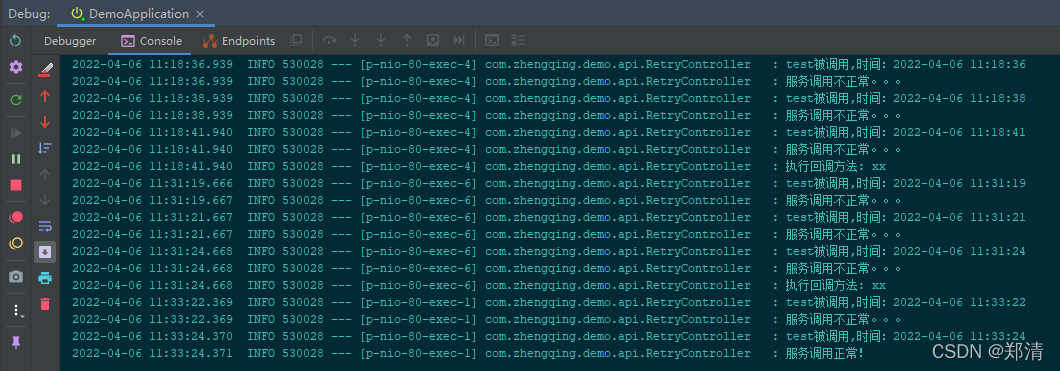 Debug: DemoApplication ×
Debugger Console Endpoints
2022-04-06 11:18:36.939 INFO 530028 --- [p-nio-80-exec-4] com.zhengqing.demo.api.RetryController : test被调用,时间: 2022-04-06 11:18:36
2022-04-06 11:18:36.939 INFO 530028 --- [p-nio-80-exec-4] com.zhengqing.demo.api.RetryController : 服务调用不正常。。。
2022-04-06 11:18:38.939 INFO 530028 --- [p-nio-80-exec-4] com.zhengqing.demo.api.RetryController : test被调用,时间: 2022-04-06 11:18:38
2022-04-06 11:18:38.939 INFO 530028 --- [p-nio-80-exec-4] com.zhengqing.demo.api.RetryController : 服务调用不正常。。。
2022-04-06 11:18:41.940 INFO 530028 --- [p-nio-80-exec-4] com.zhengqing.demo.api.RetryController : test被调用,时间: 2022-04-06 11:18:41
2022-04-06 11:18:41.940 INFO 530028 --- [p-nio-80-exec-4] com.zhengqing.demo.api.RetryController : 服务调用不正常。。。
2022-04-06 11:18:41.940 INFO 530028 --- [p-nio-80-exec-4] com.zhengqing.demo.api.RetryController : 执行回调方法: xx
2022-04-06 11:31:19.666 INFO 530028 --- [p-nio-80-exec-6] com.zhengqing.demo.api.RetryController : test被调用,时间: 2022-04-06 11:31:19
2022-04-06 11:31:19.667 INFO 530028 --- [p-nio-80-exec-6] com.zhengqing.demo.api.RetryController : 服务调用不正常。。。
2022-04-06 11:31:21.667 INFO 530028 --- [p-nio-80-exec-6] com.zhengqing.demo.api.RetryController : test被调用,时间: 2022-04-06 11:31:21
2022-04-06 11:31:21.667 INFO 530028 --- [p-nio-80-exec-6] com.zhengqing.demo.api.RetryController : 服务调用不正常。。。
2022-04-06 11:31:24.668 INFO 530028 --- [p-nio-80-exec-6] com.zhengqing.demo.api.RetryController : test被调用,时间: 2022-04-06 11:31:24
2022-04-06 11:31:24.668 INFO 530028 --- [p-nio-80-exec-6] com.zhengqing.demo.api.RetryController : 服务调用不正常。。。
2022-04-06 11:31:24.668 INFO 530028 --- [p-nio-80-exec-6] com.zhengqing.demo.api.RetryController : 执行回调方法: xx
2022-04-06 11:33:22.369 INFO 530028 --- [p-nio-80-exec-1] com.zhengqing.demo.api.RetryController : test被调用,时间: 2022-04-06 11:33:22
2022-04-06 11:33:22.369 INFO 530028 --- [p-nio-80-exec-1] com.zhengqing.demo.api.RetryController : 服务调用不正常。。。
2022-04-06 11:33:24.370 INFO 530028 --- [p-nio-80-exec-1] com.zhengqing.demo.api.RetryController : test被调用,时间: 2022-04-06 11:33:24
2022-04-06 11:33:24.371 INFO 530028 --- [p-nio-80-exec-1] com.zhengqing.demo.api.RetryController : 服务调用正常!
CSDN @郑清